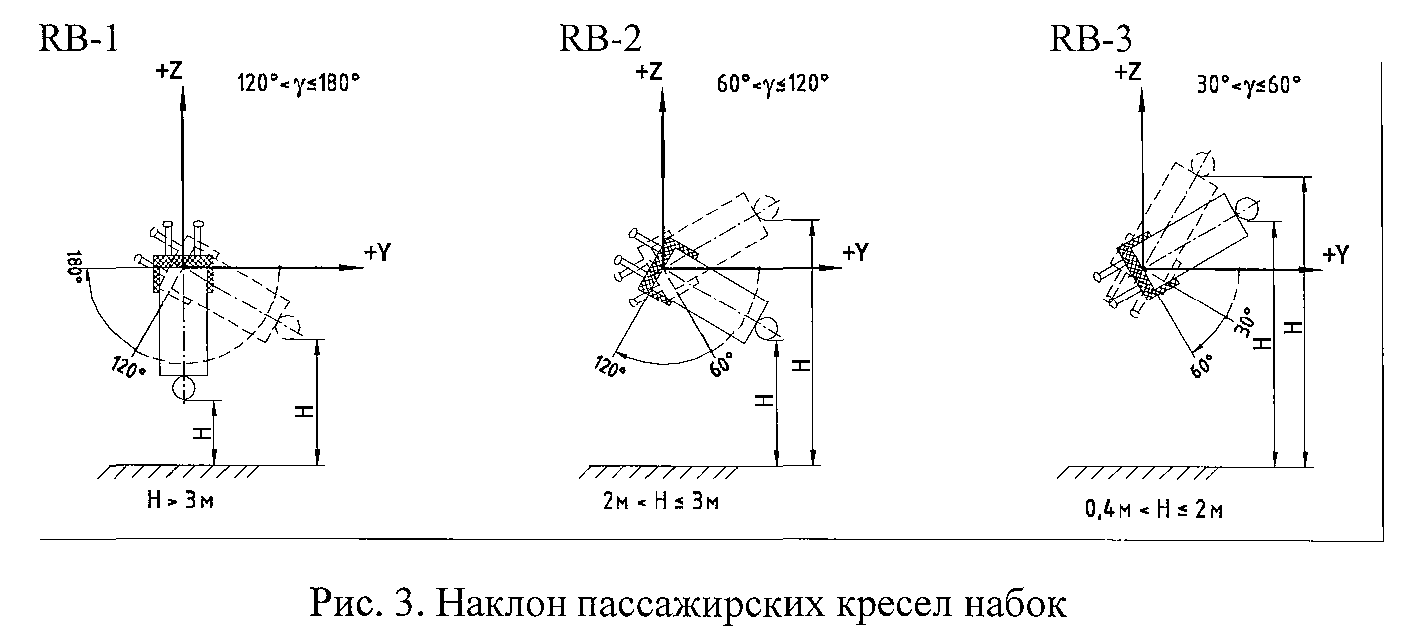 RB-1
RB-2
RB-3
+Z
120°<γ≤180°
+Z
60°<γ≤120°
+Z
30°<γ≤60°
+Y
+Y
+Y
180°
120°
120°
60°
30°
60°
H
H
H
H
H
H
H > 3м
2м < H ≤ 3м
0,4м < H ≤ 2м
Рис. 3. Наклон пассажирских кресел набок